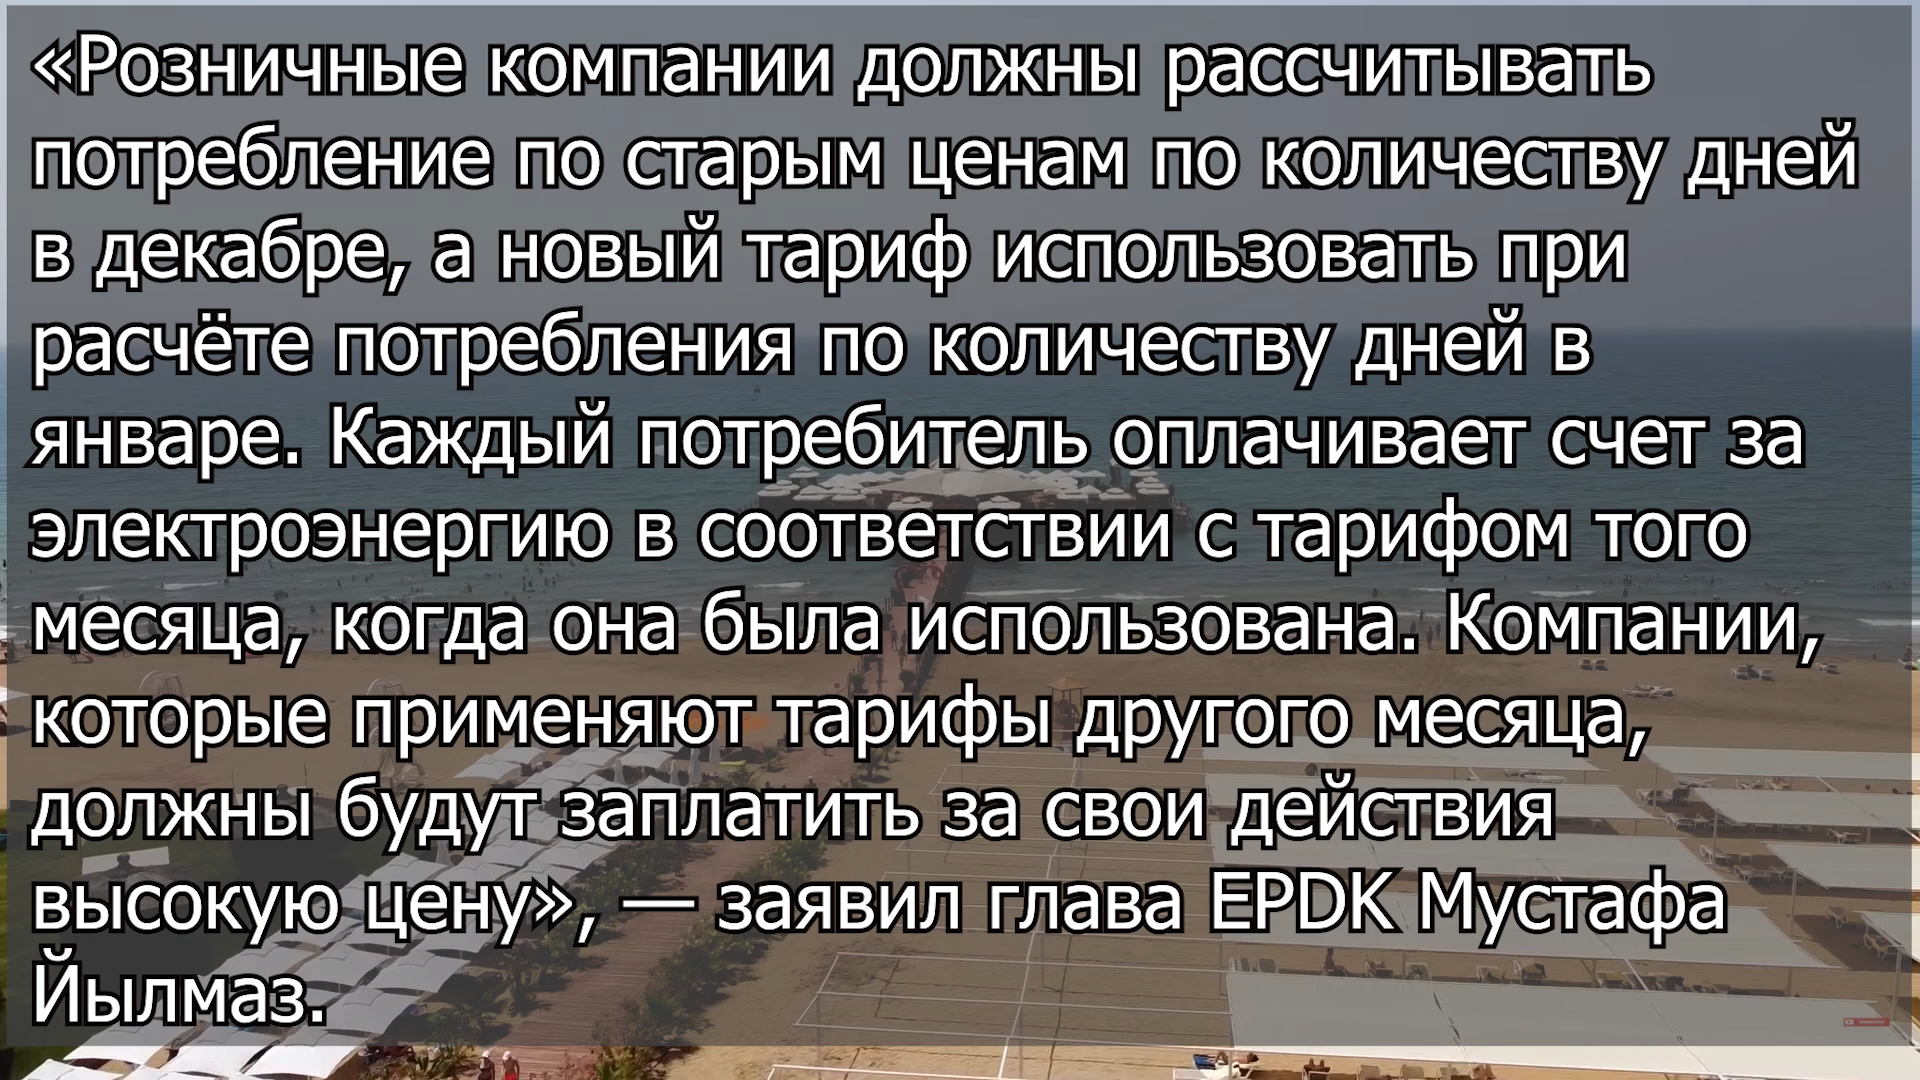 «Розничные компании должны рассчитывать
потребление по старым ценам по количеству дней
в декабре, а новый тариф использовать при
расчёте потребления по количеству дней в
январе. Каждый потребитель оплачивает счет за
электроэнергию в соответствии с тарифом того
месяца, когда она была использована. Компании,
которые применяют тарифы другого месяца,
должны будут заплатить за свои действия
высокую цену», — заявил глава EPDK Мустафа
Йылмаз.